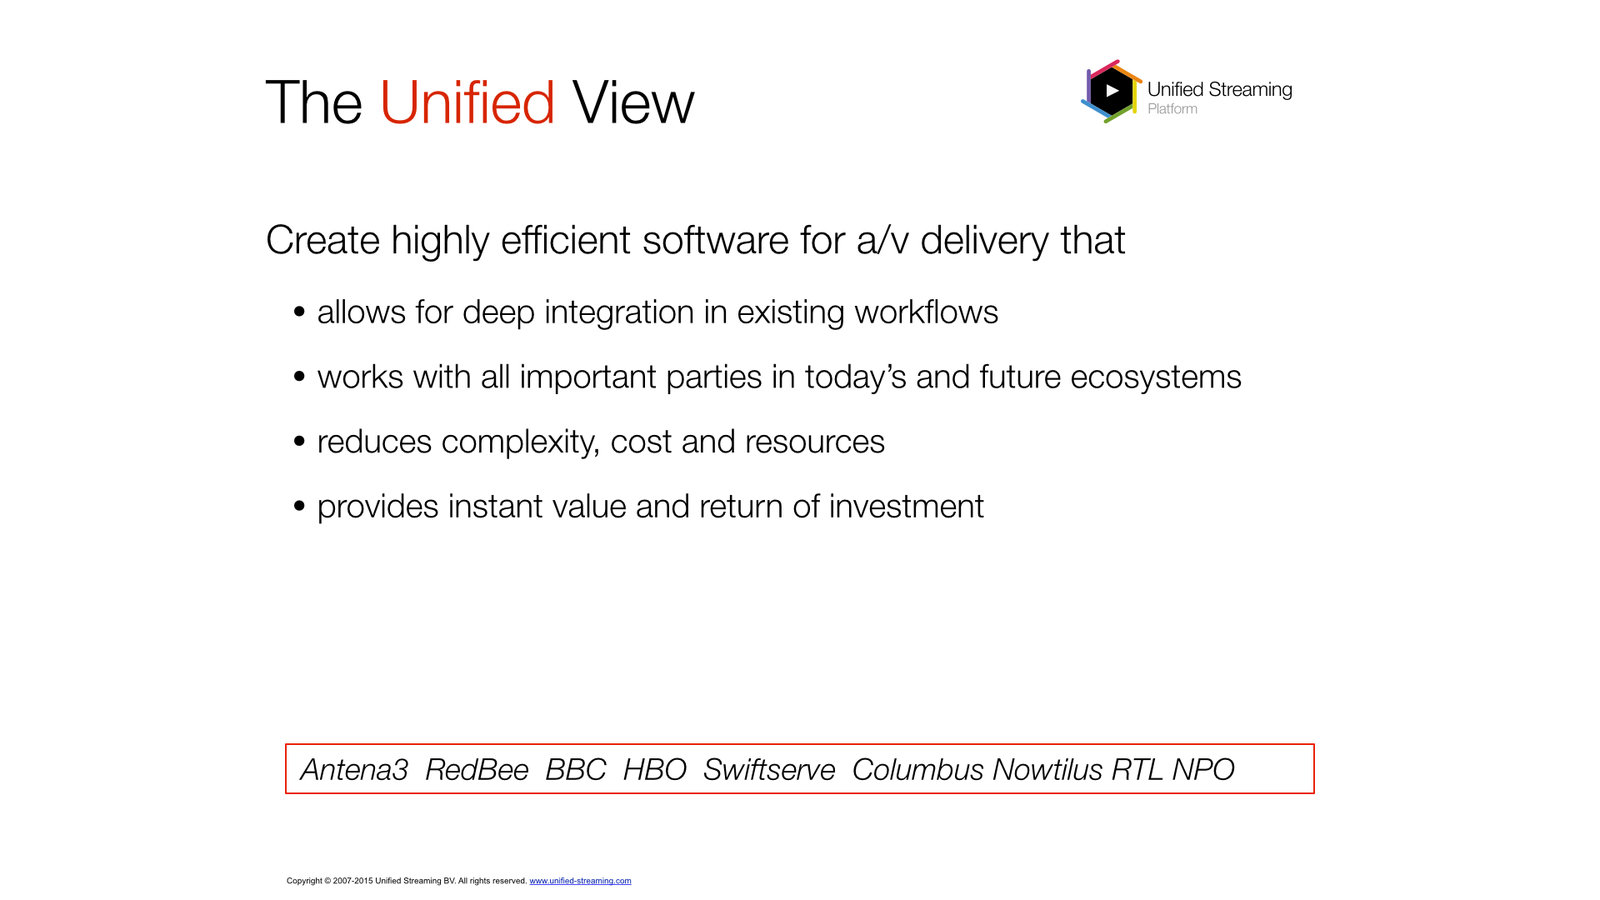 The Unified View
Unified Streaming
Platform
Create highly efficient software for a/v delivery that
• allows for deep integration in existing workflows
• works with all important parties in today’s and future ecosystems
• reduces complexity, cost and resources
• provides instant value and return of investment
Antena3 RedBee BBC HBO Swiftserve Columbus Nowtilus RTL NPO
Copyright © 2007-2015 Unified Streaming BV. All rights reserved. www.unified-streaming.com